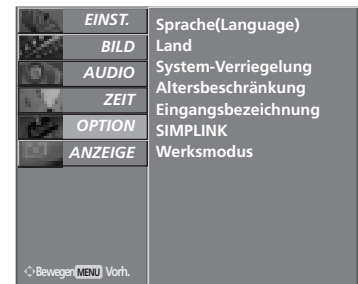 EINST.
BILD
AUDIO
ZEIT
OPTION
ANZEIGE
Sprache(Language)
Land
System-Verriegelung
Altersbeschränkung
Eingangsbezeichnung
SIMPLINK
Werksmodus
Bewegen MENU Vorh.